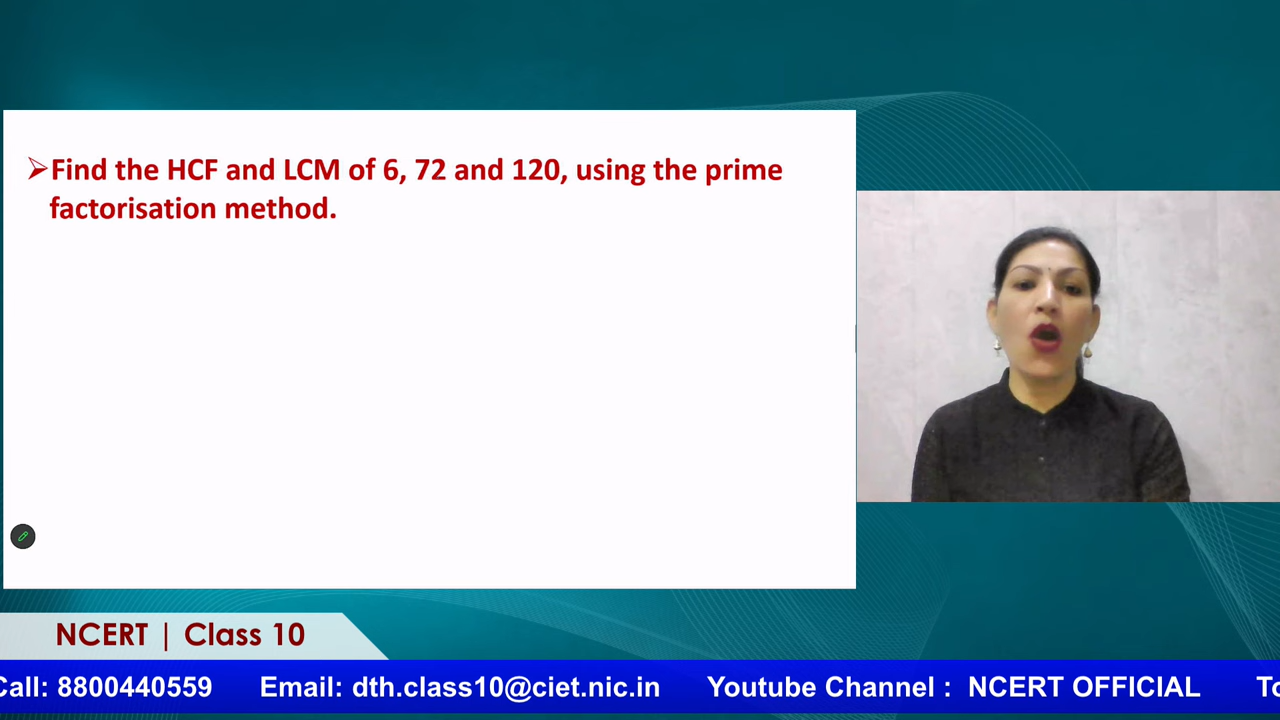 ➢Find the HCF and LCM of 6, 72 and 120, using the prime
factorisation method.
NCERT | Class 10
Call: 8800440559 Email: dth.class10@ciet.nic.in Youtube Channel : NCERT OFFICIAL